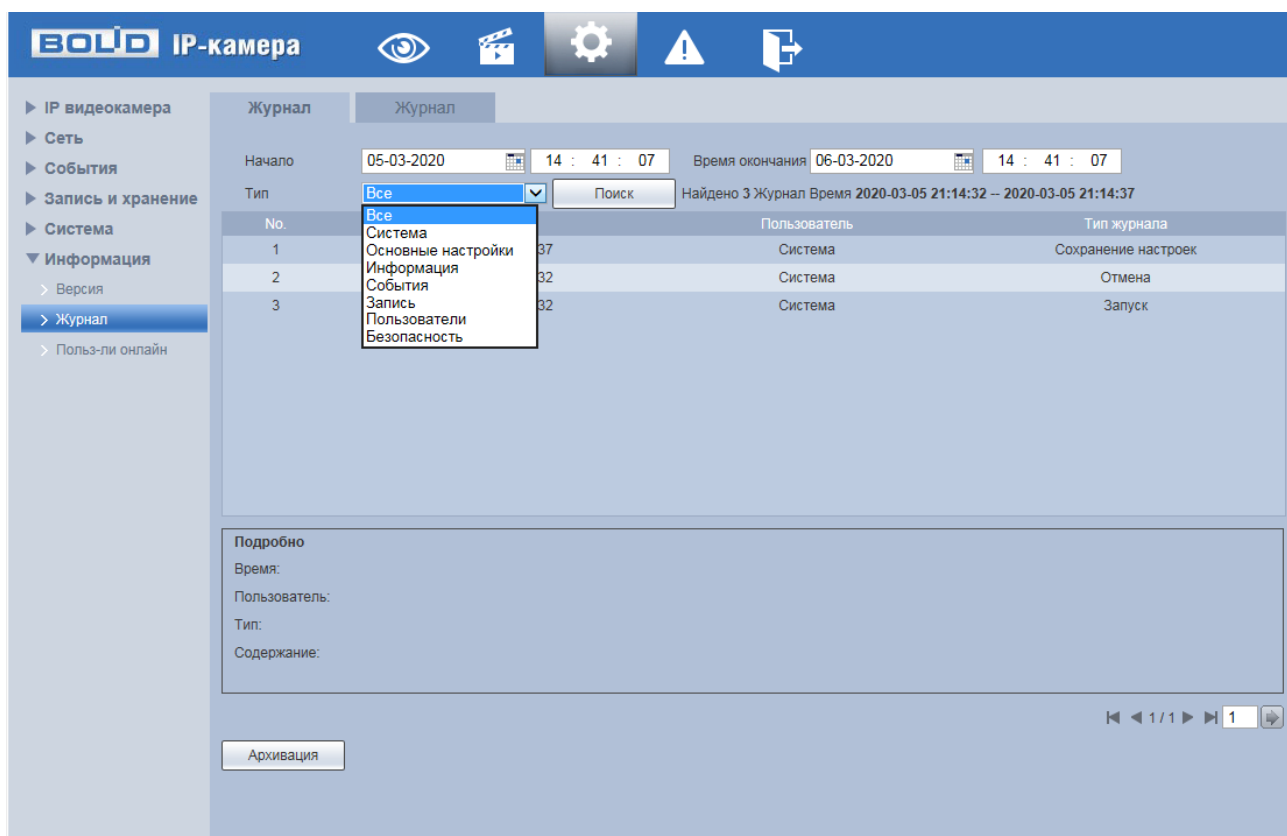 BOLID IP-камера
IP видеокамера
Сеть
События
Запись и хранение
Система
Информация
Версия
Журнал
Польз-ли онлайн
Журнал Журнал
Начало 05-03-2020 14 : 41 : 07 Время окончания 06-03-2020 14 : 41 : 07
Тип Все Поиск Найдено 3 Журнал Время 2020-03-05 21:14:32 -- 2020-03-05 21:14:37
Все
Система
Основные настройки
Информация
События
Запись
Пользователи
Безопасность
No. Пользователь Тип журнала
1 37 Система Сохранение настроек
2 32 Система Отмена
3 32 Система Запуск
Подробно
Время:
Пользователь:
Тип:
Содержание:
1 / 1 1
Архивация